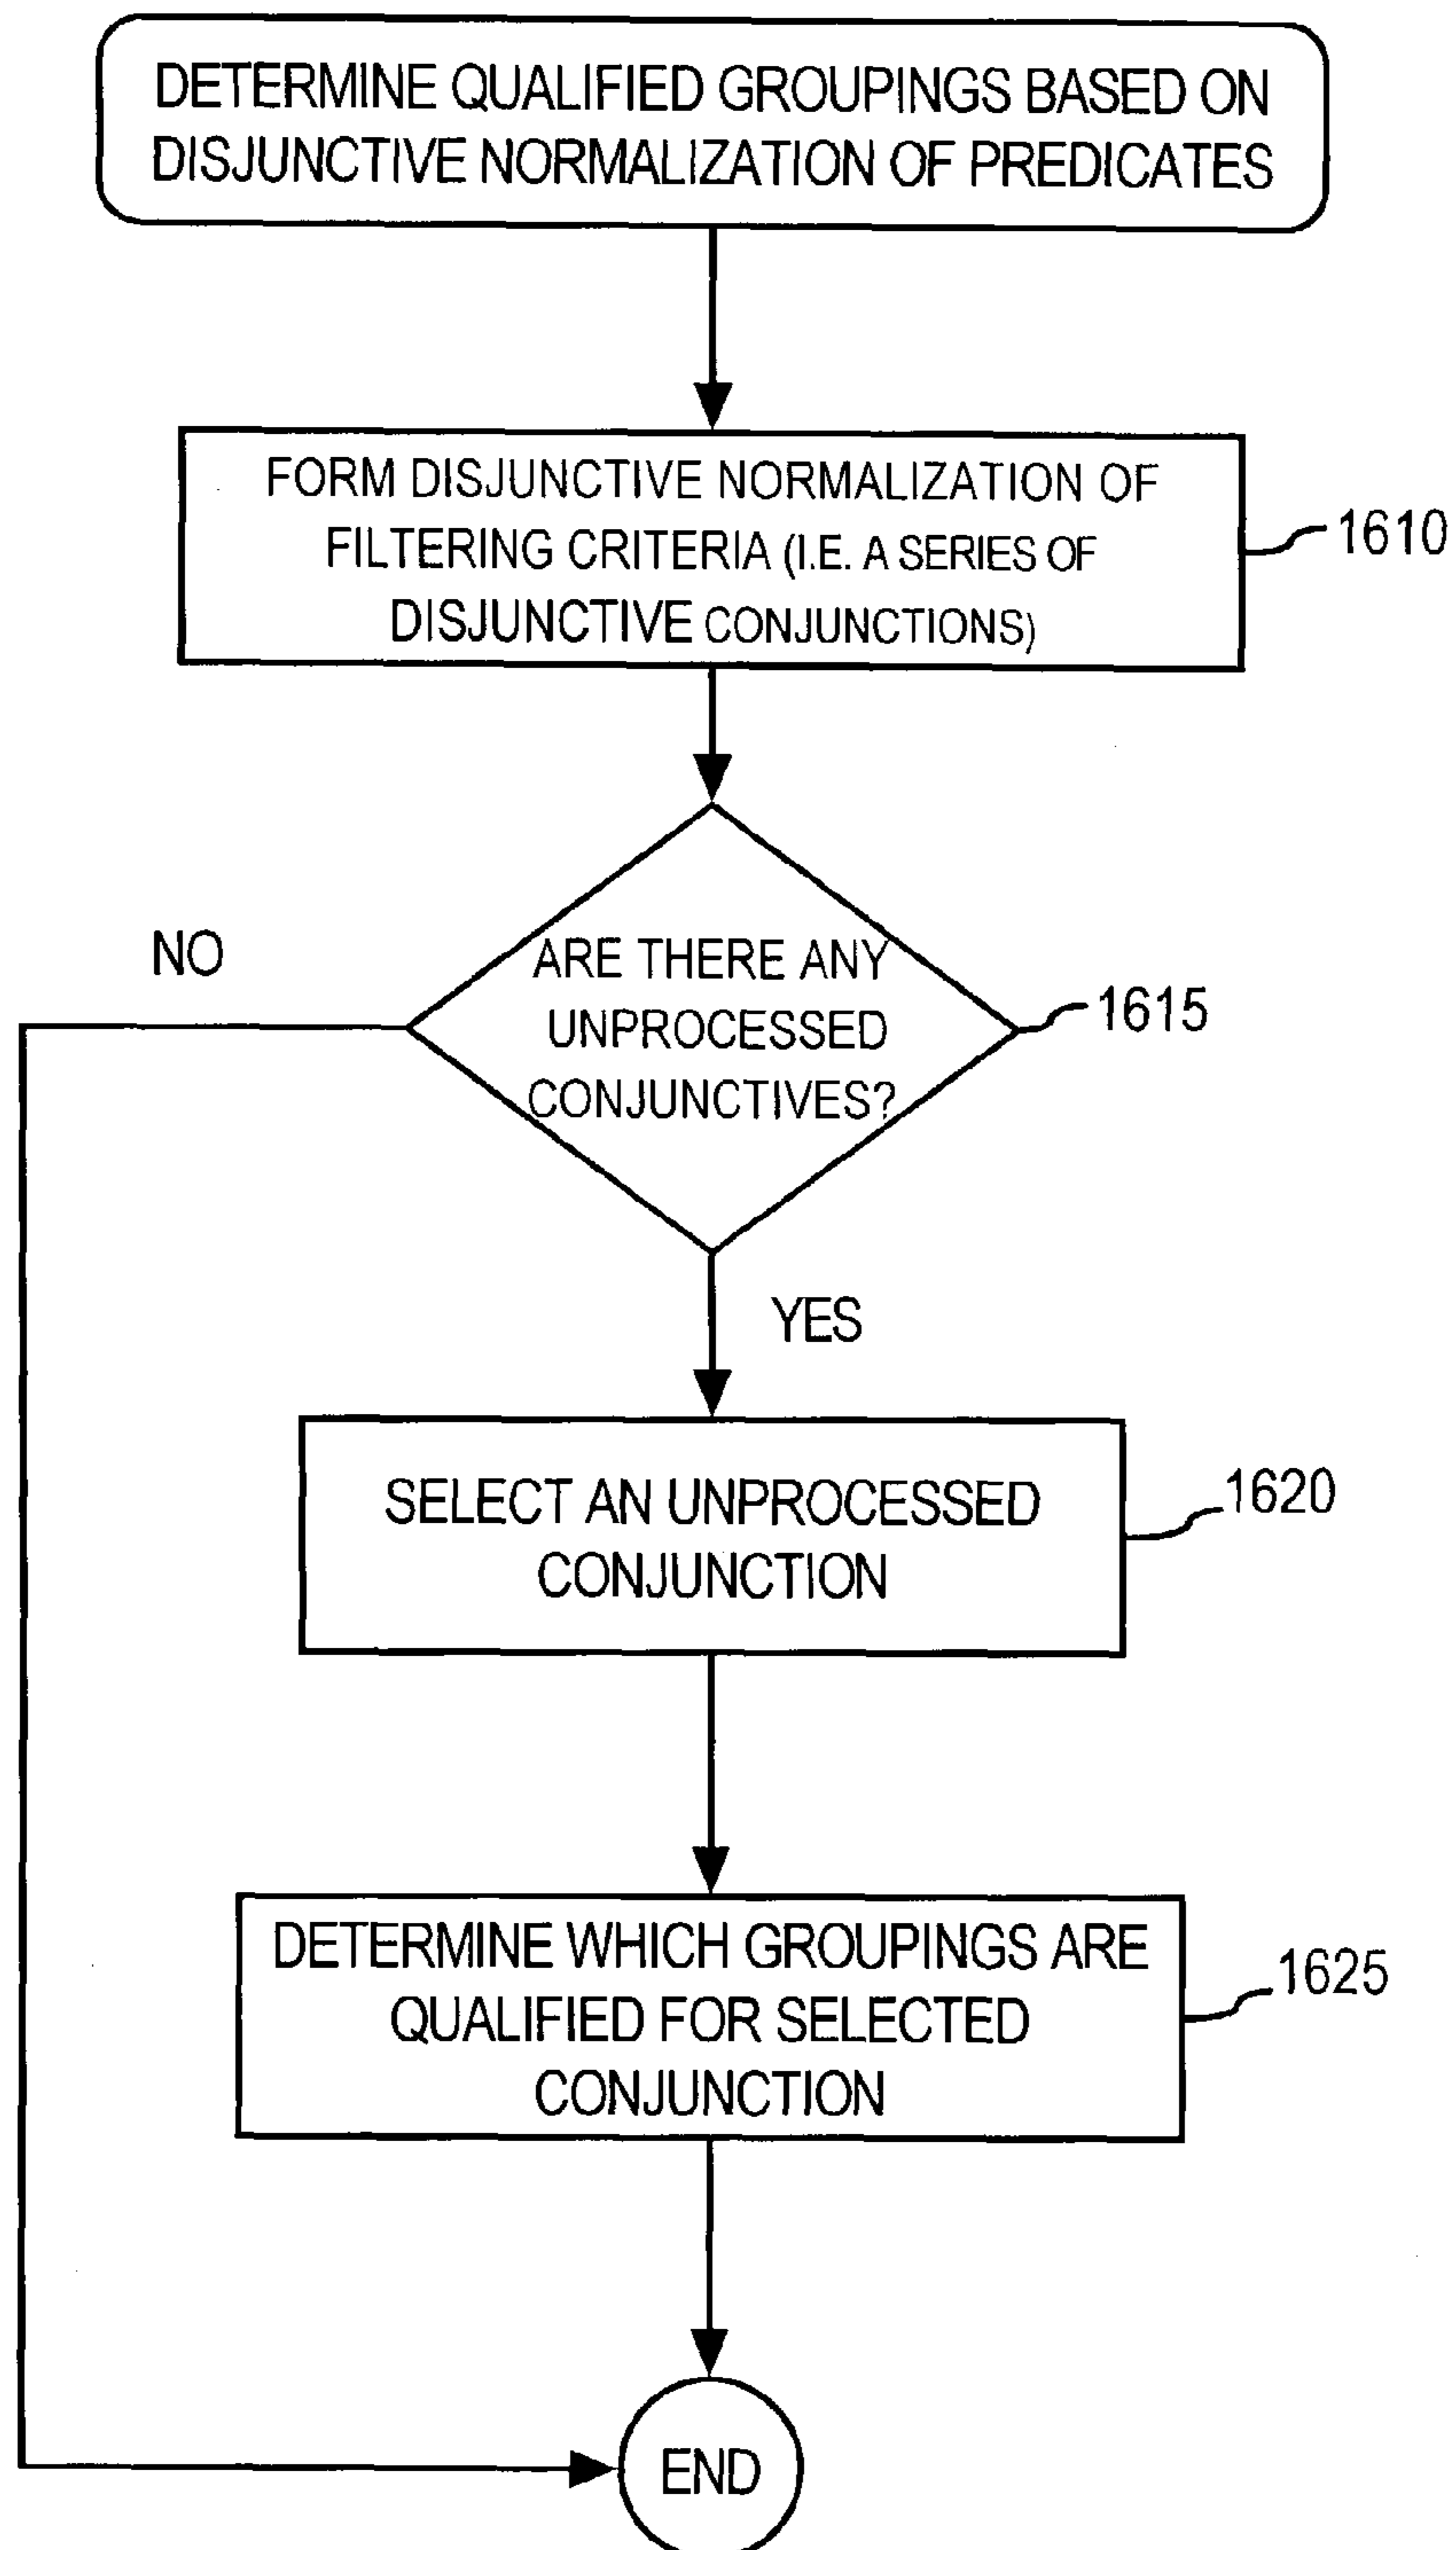 DETERMINE QUALIFIED GROUPINGS BASED ON
DISJUNCTIVE NORMALIZATION OF PREDICATES
FORM DISJUNCTIVE NORMALIZATION OF
FILTERING CRITERIA (I.E. A SERIES OF
DISJUNCTIVE CONJUNCTIONS)
1610
NO
ARE THERE ANY
UNPROCESSED
CONJUNCTIVES?
1615
YES
SELECT AN UNPROCESSED
CONJUNCTION
1620
DETERMINE WHICH GROUPINGS ARE
QUALIFIED FOR SELECTED
CONJUNCTION
1625
END